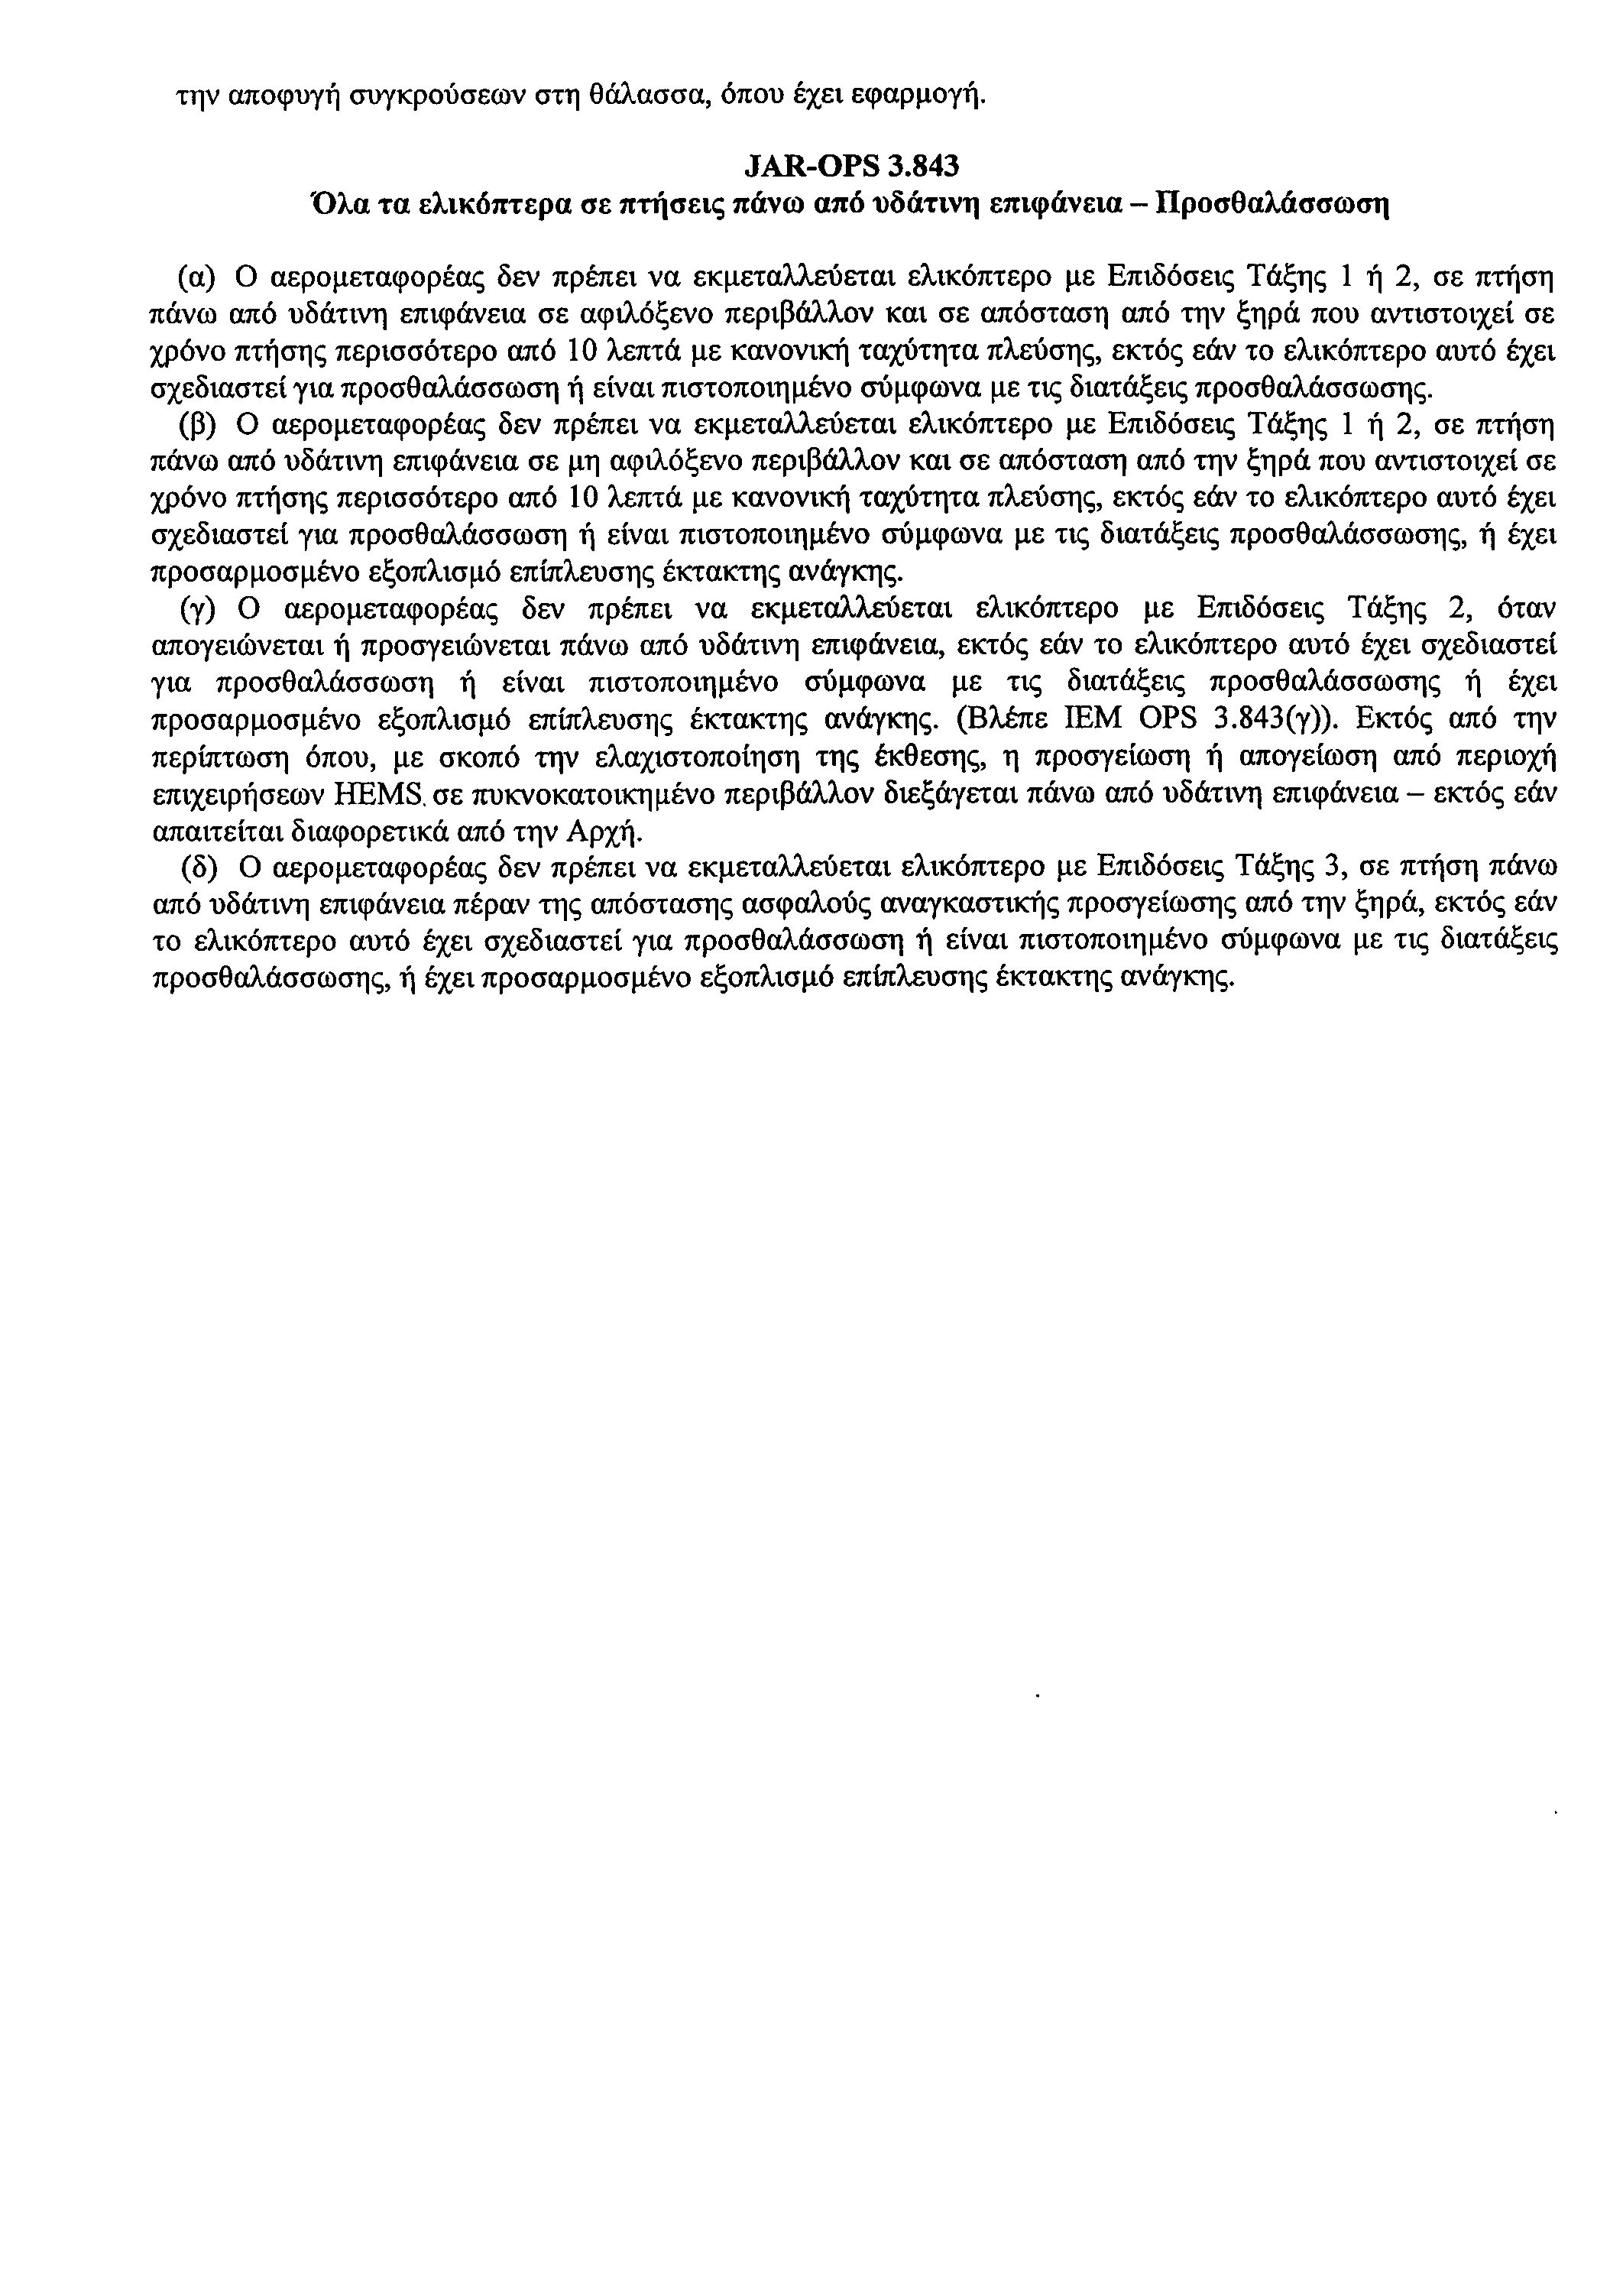 την αποφυγή συγκρούσεων στη θάλασσα, όπου έχει εφαρμογή.
JAR-OPS 3.843
Όλα τα ελικόπτερα σε πτήσεις πάνω από υδάτινη επιφάνεια – Προσθαλάσσωση
(α) Ο αερομεταφορέας δεν πρέπει να εκμεταλλεύεται ελικόπτερο με Επιδόσεις Τάξης 1 ή 2, σε πτήση
πάνω από υδάτινη επιφάνεια σε αφιλόξενο περιβάλλον και σε απόσταση από την ξηρά που αντιστοιχεί σε
χρόνο πτήσης περισσότερο από 10 λεπτά με κανονική ταχύτητα πλεύσης, εκτός εάν το ελικόπτερο αυτό έχει
σχεδιαστεί για προσθαλάσσωση ή είναι πιστοποιημένο σύμφωνα με τις διατάξεις προσθαλάσσωσης.
(β) Ο αερομεταφορέας δεν πρέπει να εκμεταλλεύεται ελικόπτερο με Επιδόσεις Τάξης 1 ή 2, σε πτήση
πάνω από υδάτινη επιφάνεια σε μη αφιλόξενο περιβάλλον και σε απόσταση από την ξηρά που αντιστοιχεί σε
χρόνο πτήσης περισσότερο από 10 λεπτά με κανονική ταχύτητα πλεύσης, εκτός εάν το ελικόπτερο αυτό έχει
σχεδιαστεί για προσθαλάσσωση ή είναι πιστοποιημένο σύμφωνα με τις διατάξεις προσθαλάσσωσης, ή έχει
προσαρμοσμένο εξοπλισμό επίπλευσης έκτακτης ανάγκης.
(γ) Ο αερομεταφορέας δεν πρέπει να εκμεταλλεύεται ελικόπτερο με Επιδόσεις Τάξης 2, όταν
απογειώνεται ή προσγειώνεται πάνω από υδάτινη επιφάνεια, εκτός εάν το ελικόπτερο αυτό έχει σχεδιαστεί
για προσθαλάσσωση ή είναι πιστοποιημένο σύμφωνα με τις διατάξεις προσθαλάσσωσης ή έχει
προσαρμοσμένο εξοπλισμό επίπλευσης έκτακτης ανάγκης. (Βλέπε IEM OPS 3.843(γ)). Εκτός από την
περίπτωση όπου, με σκοπό την ελαχιστοποίηση της έκθεσης, η προσγείωση ή απογείωση από περιοχή
επιχειρήσεων HEMS. σε πυκνοκατοικημένο περιβάλλον διεξάγεται πάνω από υδάτινη επιφάνεια – εκτός εάν
απαιτείται διαφορετικά από την Αρχή.
(δ) Ο αερομεταφορέας δεν πρέπει να εκμεταλλεύεται ελικόπτερο με Επιδόσεις Τάξης 3, σε πτήση πάνω
από υδάτινη επιφάνεια πέραν της απόστασης ασφαλούς αναγκαστικής προσγείωσης από την ξηρά, εκτός εάν
το ελικόπτερο αυτό έχει σχεδιαστεί για προσθαλάσσωση ή είναι πιστοποιημένο σύμφωνα με τις διατάξεις
προσθαλάσσωσης, ή έχει προσαρμοσμένο εξοπλισμό επίπλευσης έκτακτης ανάγκης.